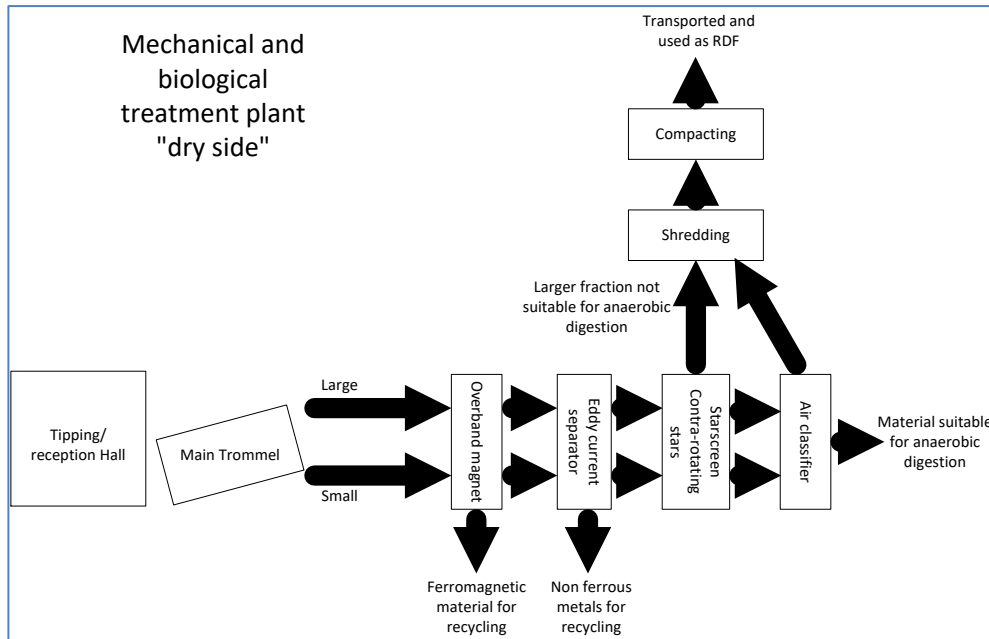 Mechanical and
biological
treatment plant
"dry side"
Transported and
used as RDF
Compacting
Shredding
Larger fraction not
suitable for anaerobic
digestion
Tipping/
reception Hall
Main Trommel
Large
Small
Overband magnet
Eddy current
separator
Starscreen
Contra-rotating
stars
Air classifier
Material suitable
for anaerobic
digestion
Ferromagnetic
material for
recycling
Non ferrous
metals for
recycling